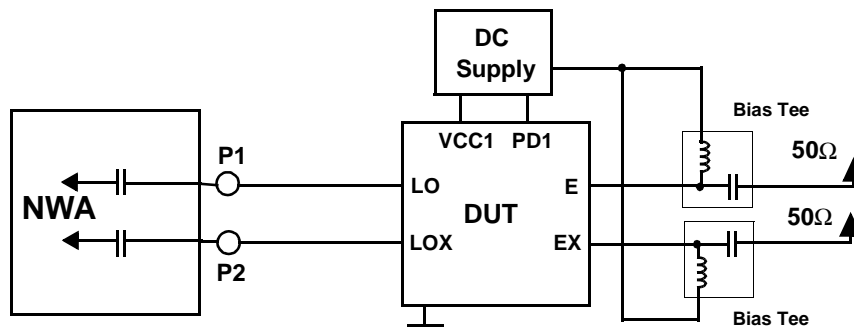 DC
Supply
Bias Tee
VCC1 PD1
P1
50Ω
LO
E
NWA
DUT
50Ω
LOX
EX
P2
Bias Tee